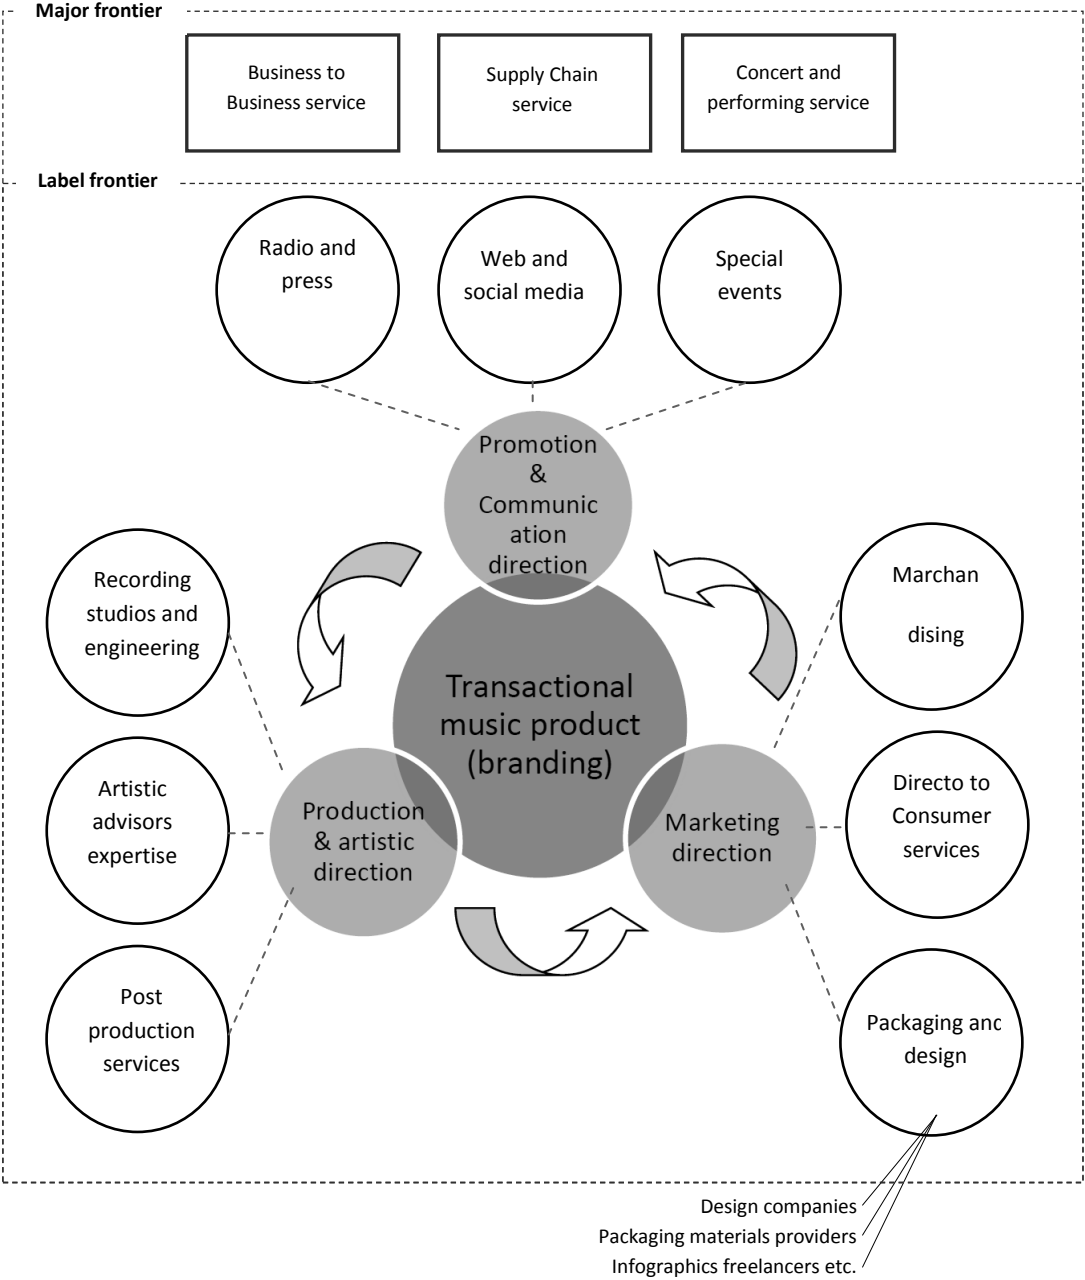 Major frontier
Business to
Business service
Supply Chain
service
Concert and
performing service
Label frontier
Radio and
press
Web and
social media
Special
events
Promotion
&
Communic
ation
direction
Recording
studios and
engineering
Marchan
dising
Transactional
music product
(branding)
Artistic
advisors
expertise
Production
& artistic
direction
Marketing
direction
Directo to
Consumer
services
Post
production
services
Packaging and
design
Design companies
Packaging materials providers
Infographics freelancers etc.